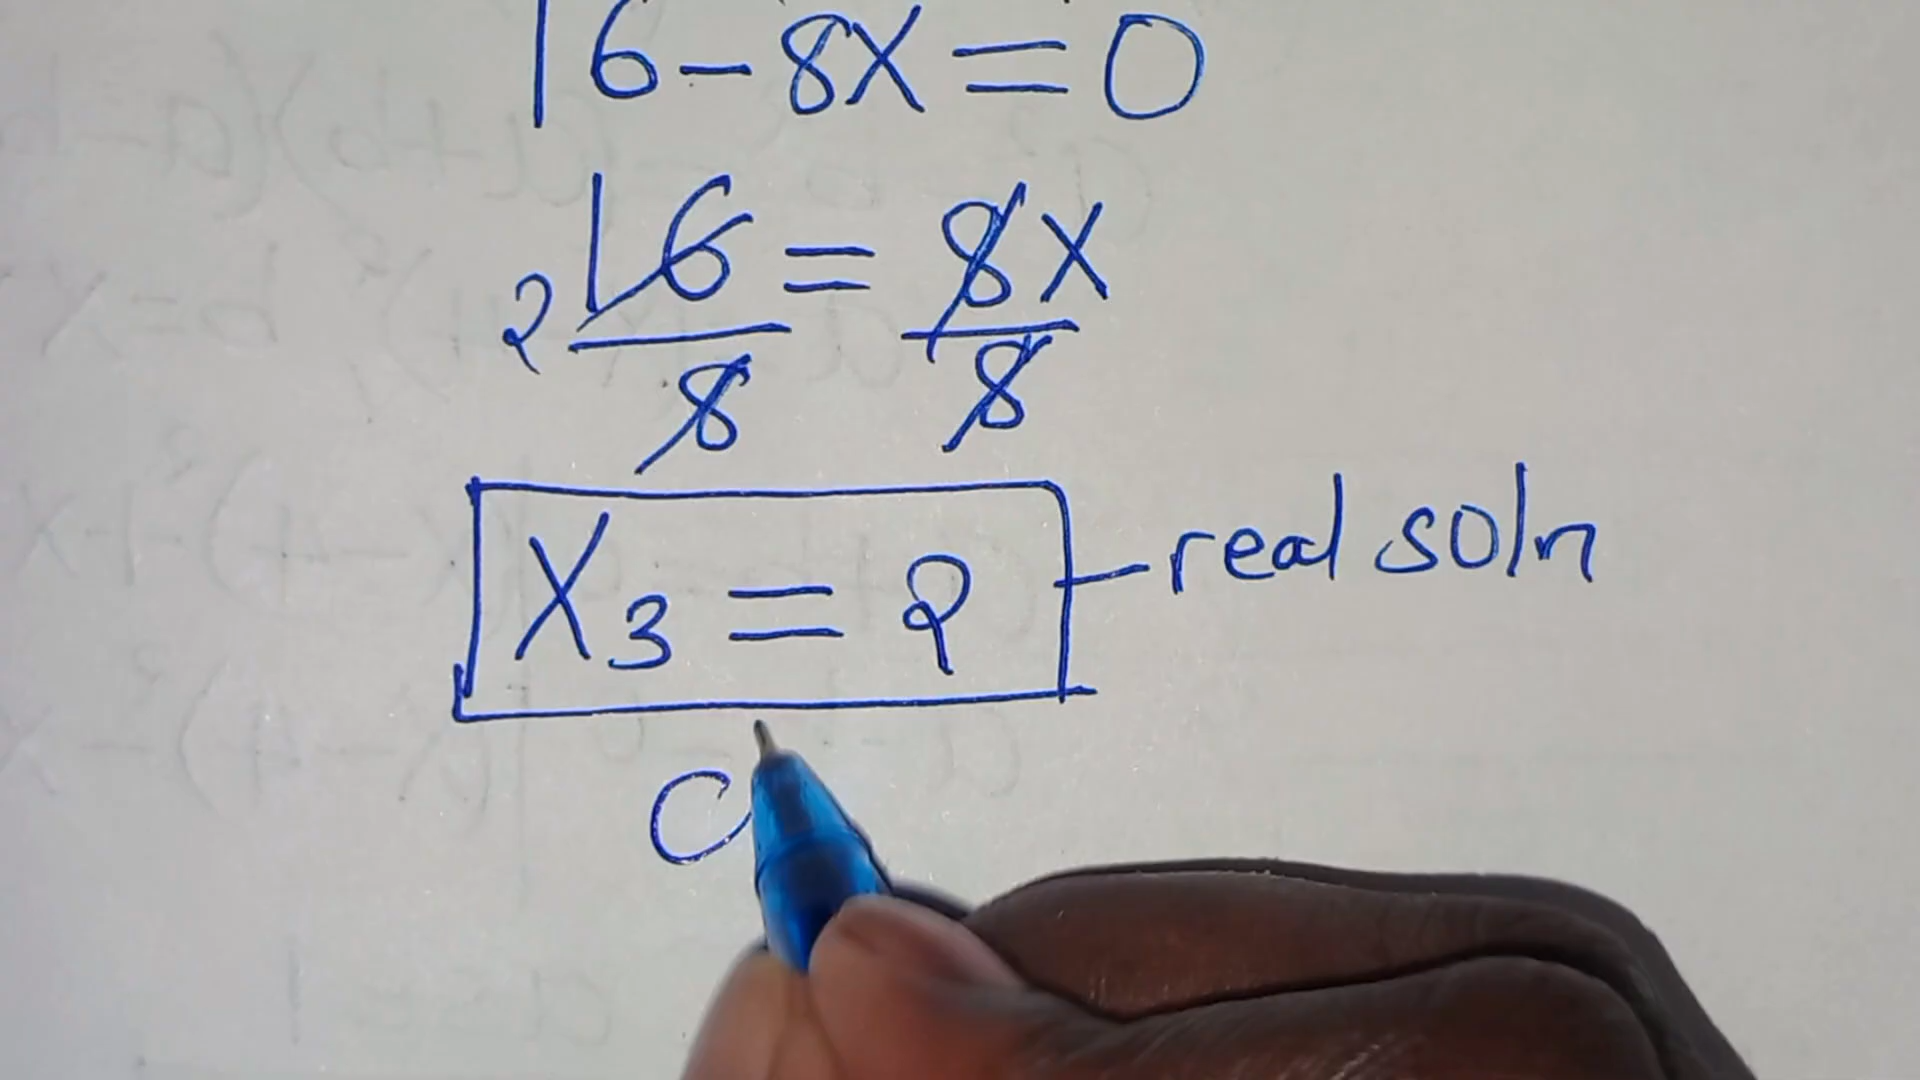 16-8X=0
2 16/8 = 8X/8
X₃ = 2 - real soln
C